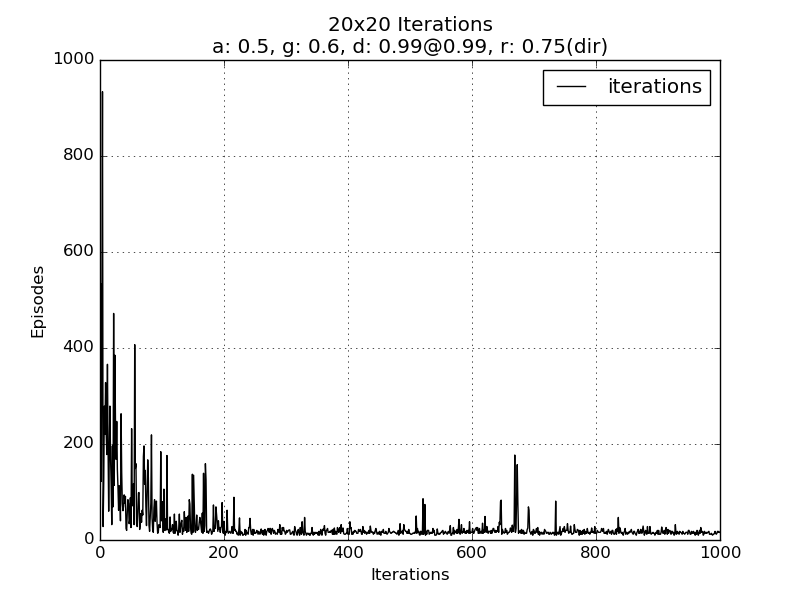 20x20 Iterations
a: 0.5, g: 0.6, d: 0.99@0.99, r: 0.75(dir)
iterations
1000
800
600
400
200
0
Episodes
0 200 400 600 800 1000
Iterations